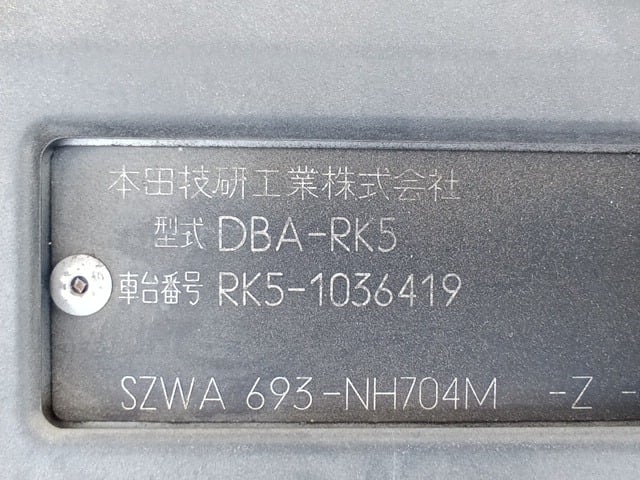 本田技研工業株式会社
型式 DBA-RK5
車台番号 RK5-1036419
SZWA 693-NH704M -Z -